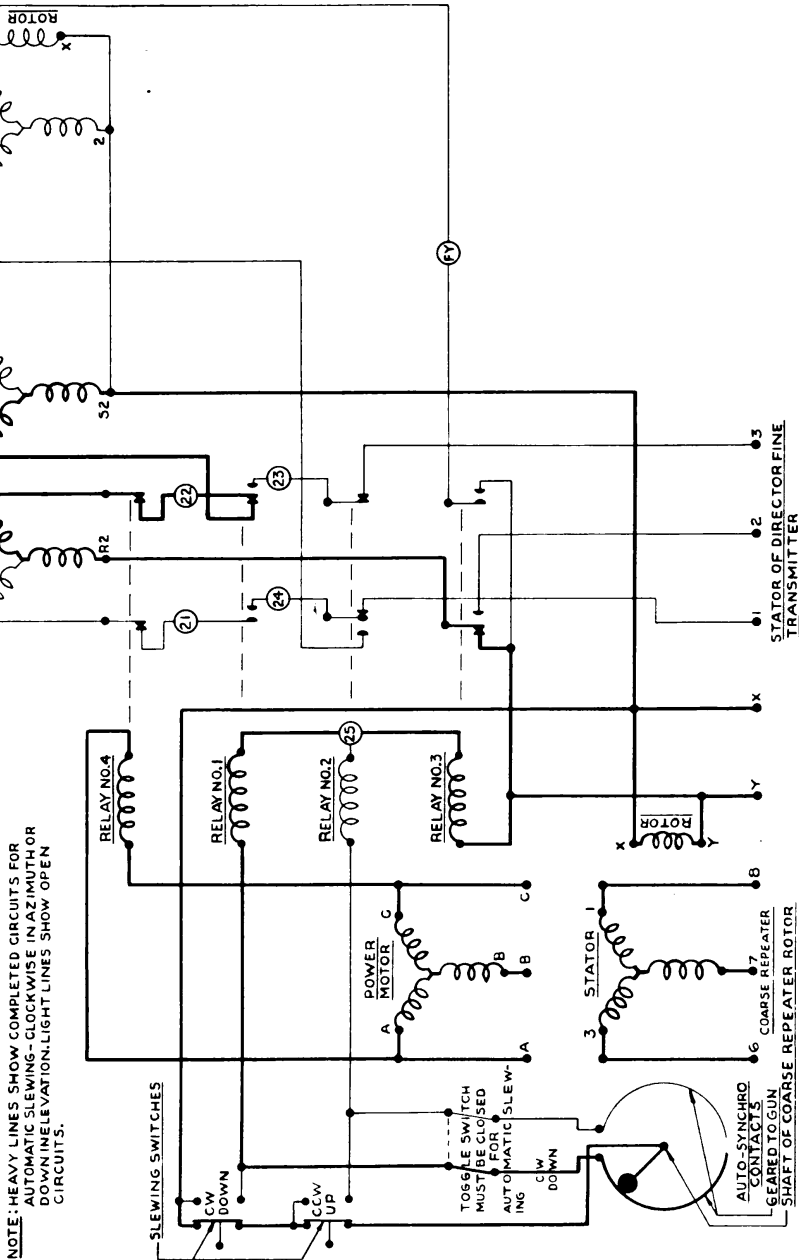 ROTOR
X
2
FY
S2
3
22
23
R2
2
21
24
1
STATOR OF DIRECTOR FINE
TRANSMITTER
X
RELAY NO.4
RELAY NO.1
25
RELAY NO.2
RELAY NO.3
Y
ROTOR
X
Y
NOTE: HEAVY LINES SHOW COMPLETED CIRCUITS FOR
AUTOMATIC SLEWING-CLOCKWISE IN AZIMUTH OR
DOWN IN ELEVATION. LIGHT LINES SHOW OPEN
CIRCUITS.
C
C
POWER
MOTOR
B
B
A
A
1
8
STATOR
7
3
6
COARSE REPEATER
SLEWING SWITCHES
CW
DOWN
CCW
UP
TOGGLE SWITCH
MUST BE CLOSED
FOR
AUTOMATIC SLEW-
ING
CW
DOWN
AUTO-SYNCHRO
CONTACTS
GEARED TO GUN
SHAFT OF COARSE REPEATER ROTOR